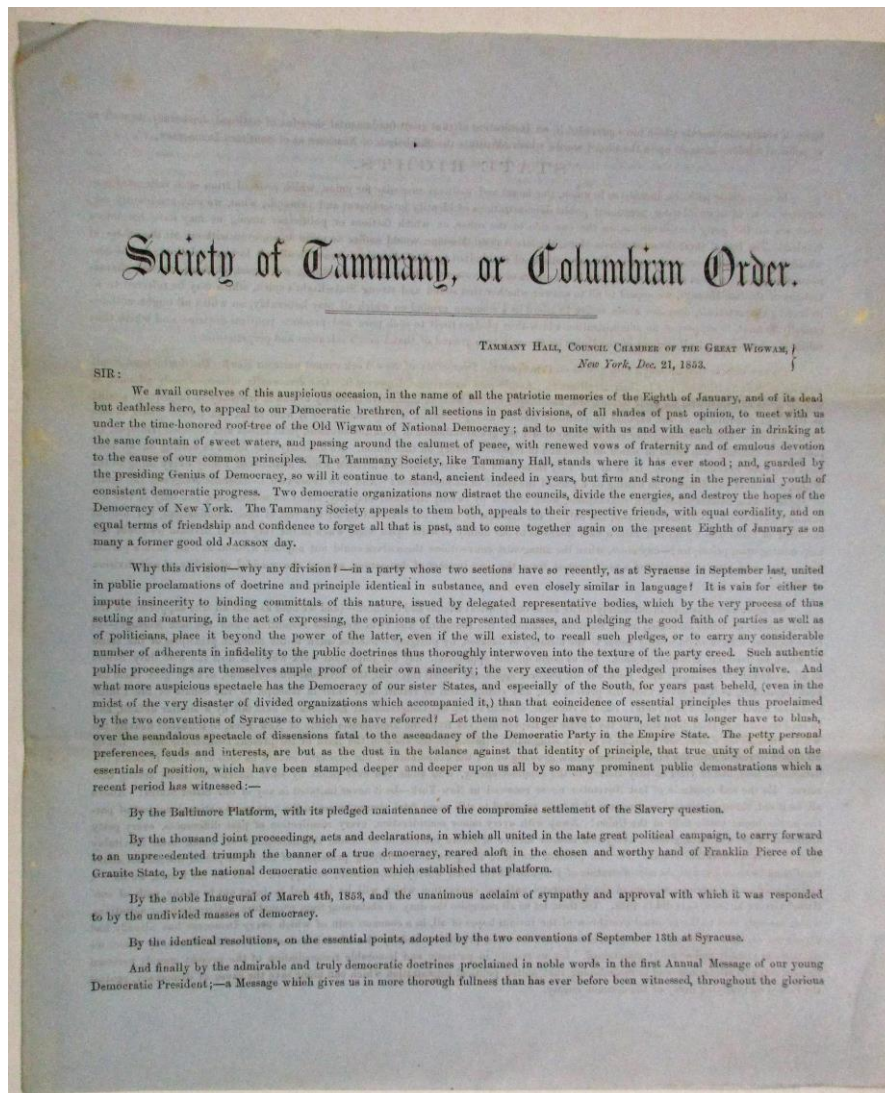 Society of Tammany, or Columbian Order.
TAMMANY HALL, COUNCIL CHAMBER OF THE GREAT WIGWAM,
New York, Dec. 21, 1853.
SIR:
We avail ourselves of this auspicious occasion, in the name of all the patriotic memories of the Eighth of January, and of its dead
but deathless hero, to appeal to our Democratic brethren, of all sections in past divisions, of all shades of past opinion, to meet with us
under the time-honored roof-tree of the Old Wigwam of National Democracy; and to unite with us and with each other in drinking at
the same fountain of sweet waters, and passing around the calumet of peace, with renewed vows of fraternity and of emulous devotion
to the cause of our common principles. The Tammany Society, like Tammany Hall, stands where it has ever stood; and, guarded by
the presiding Genius of Democracy, so will it continue to stand, ancient indeed in years, but firm and strong in the perennial youth of
consistent democratic progress. Two democratic organizations now distract the councils, divide the energies, and destroy the hopes of the
Democracy of New York. The Tammany Society appeals to them both, appeals to their respective friends, with equal cordiality, and on
equal terms of friendship and confidence to forget all that is past, and to come together again on the present Eighth of January as on
many a former good old JACKSON day.
Why this division—why any division?—in a party whose two sections have so recently, as at Syracuse in September last, united
in public proclamations of doctrine and principle identical in substance, and even closely similar in language? It is vain for either to
impute insincerity to binding committals of this nature, issued by delegated representative bodies, which by the very process of thus
settling and maturing, in the act of expressing, the opinions of the represented masses, and pledging the good faith of parties as well as
of politicians, place it beyond the power of the latter, even if the will existed, to recall such pledges, or to carry any considerable
number of adherents in infidelity to the public doctrines thus thoroughly interwoven into the texture of the party creed. Such authentic
public proceedings are themselves ample proof of their own sincerity; the very execution of the pledged promises they involve. And
what more auspicious spectacle has the Democracy of our sister States, and especially of the South, for years past beheld, (even in the
midst of the very disaster of divided organizations which accompanied it,) than that coincidence of essential principles thus proclaimed
by the two conventions of Syracuse to which we have referred? Let them not longer have to mourn, let not us longer have to blush,
over the scandalous spectacle of dissensions fatal to the ascendancy of the Democratic Party in the Empire State. The petty personal
preferences, feuds and interests, are but as the dust in the balance against that identity of principle, that true unity of mind on the
essentials of position, which have been stamped deeper and deeper upon us all by so many prominent public demonstrations which a
recent period has witnessed:—
By the Baltimore Platform, with its pledged maintenance of the compromise settlement of the Slavery question.
By the thousand joint proceedings, acts and declarations, in which all united in the late great political campaign, to carry forward
to an unprecedented triumph the banner of a true democracy, reared aloft in the chosen and worthy hand of Franklin Pierce of the
Granite State, by the national democratic convention which established that platform.
By the noble Inaugural of March 4th, 1853, and the unanimous acclaim of sympathy and approval with which it was responded
to by the undivided masses of democracy.
By the identical resolutions, on the essential points, adopted by the two conventions of September 13th at Syracuse.
And finally by the admirable and truly democratic doctrines proclaimed in noble words in the first Annual Message of our young
Democratic President;—a Message which gives us in more thorough fullness than has ever before been witnessed, throughout the glorious